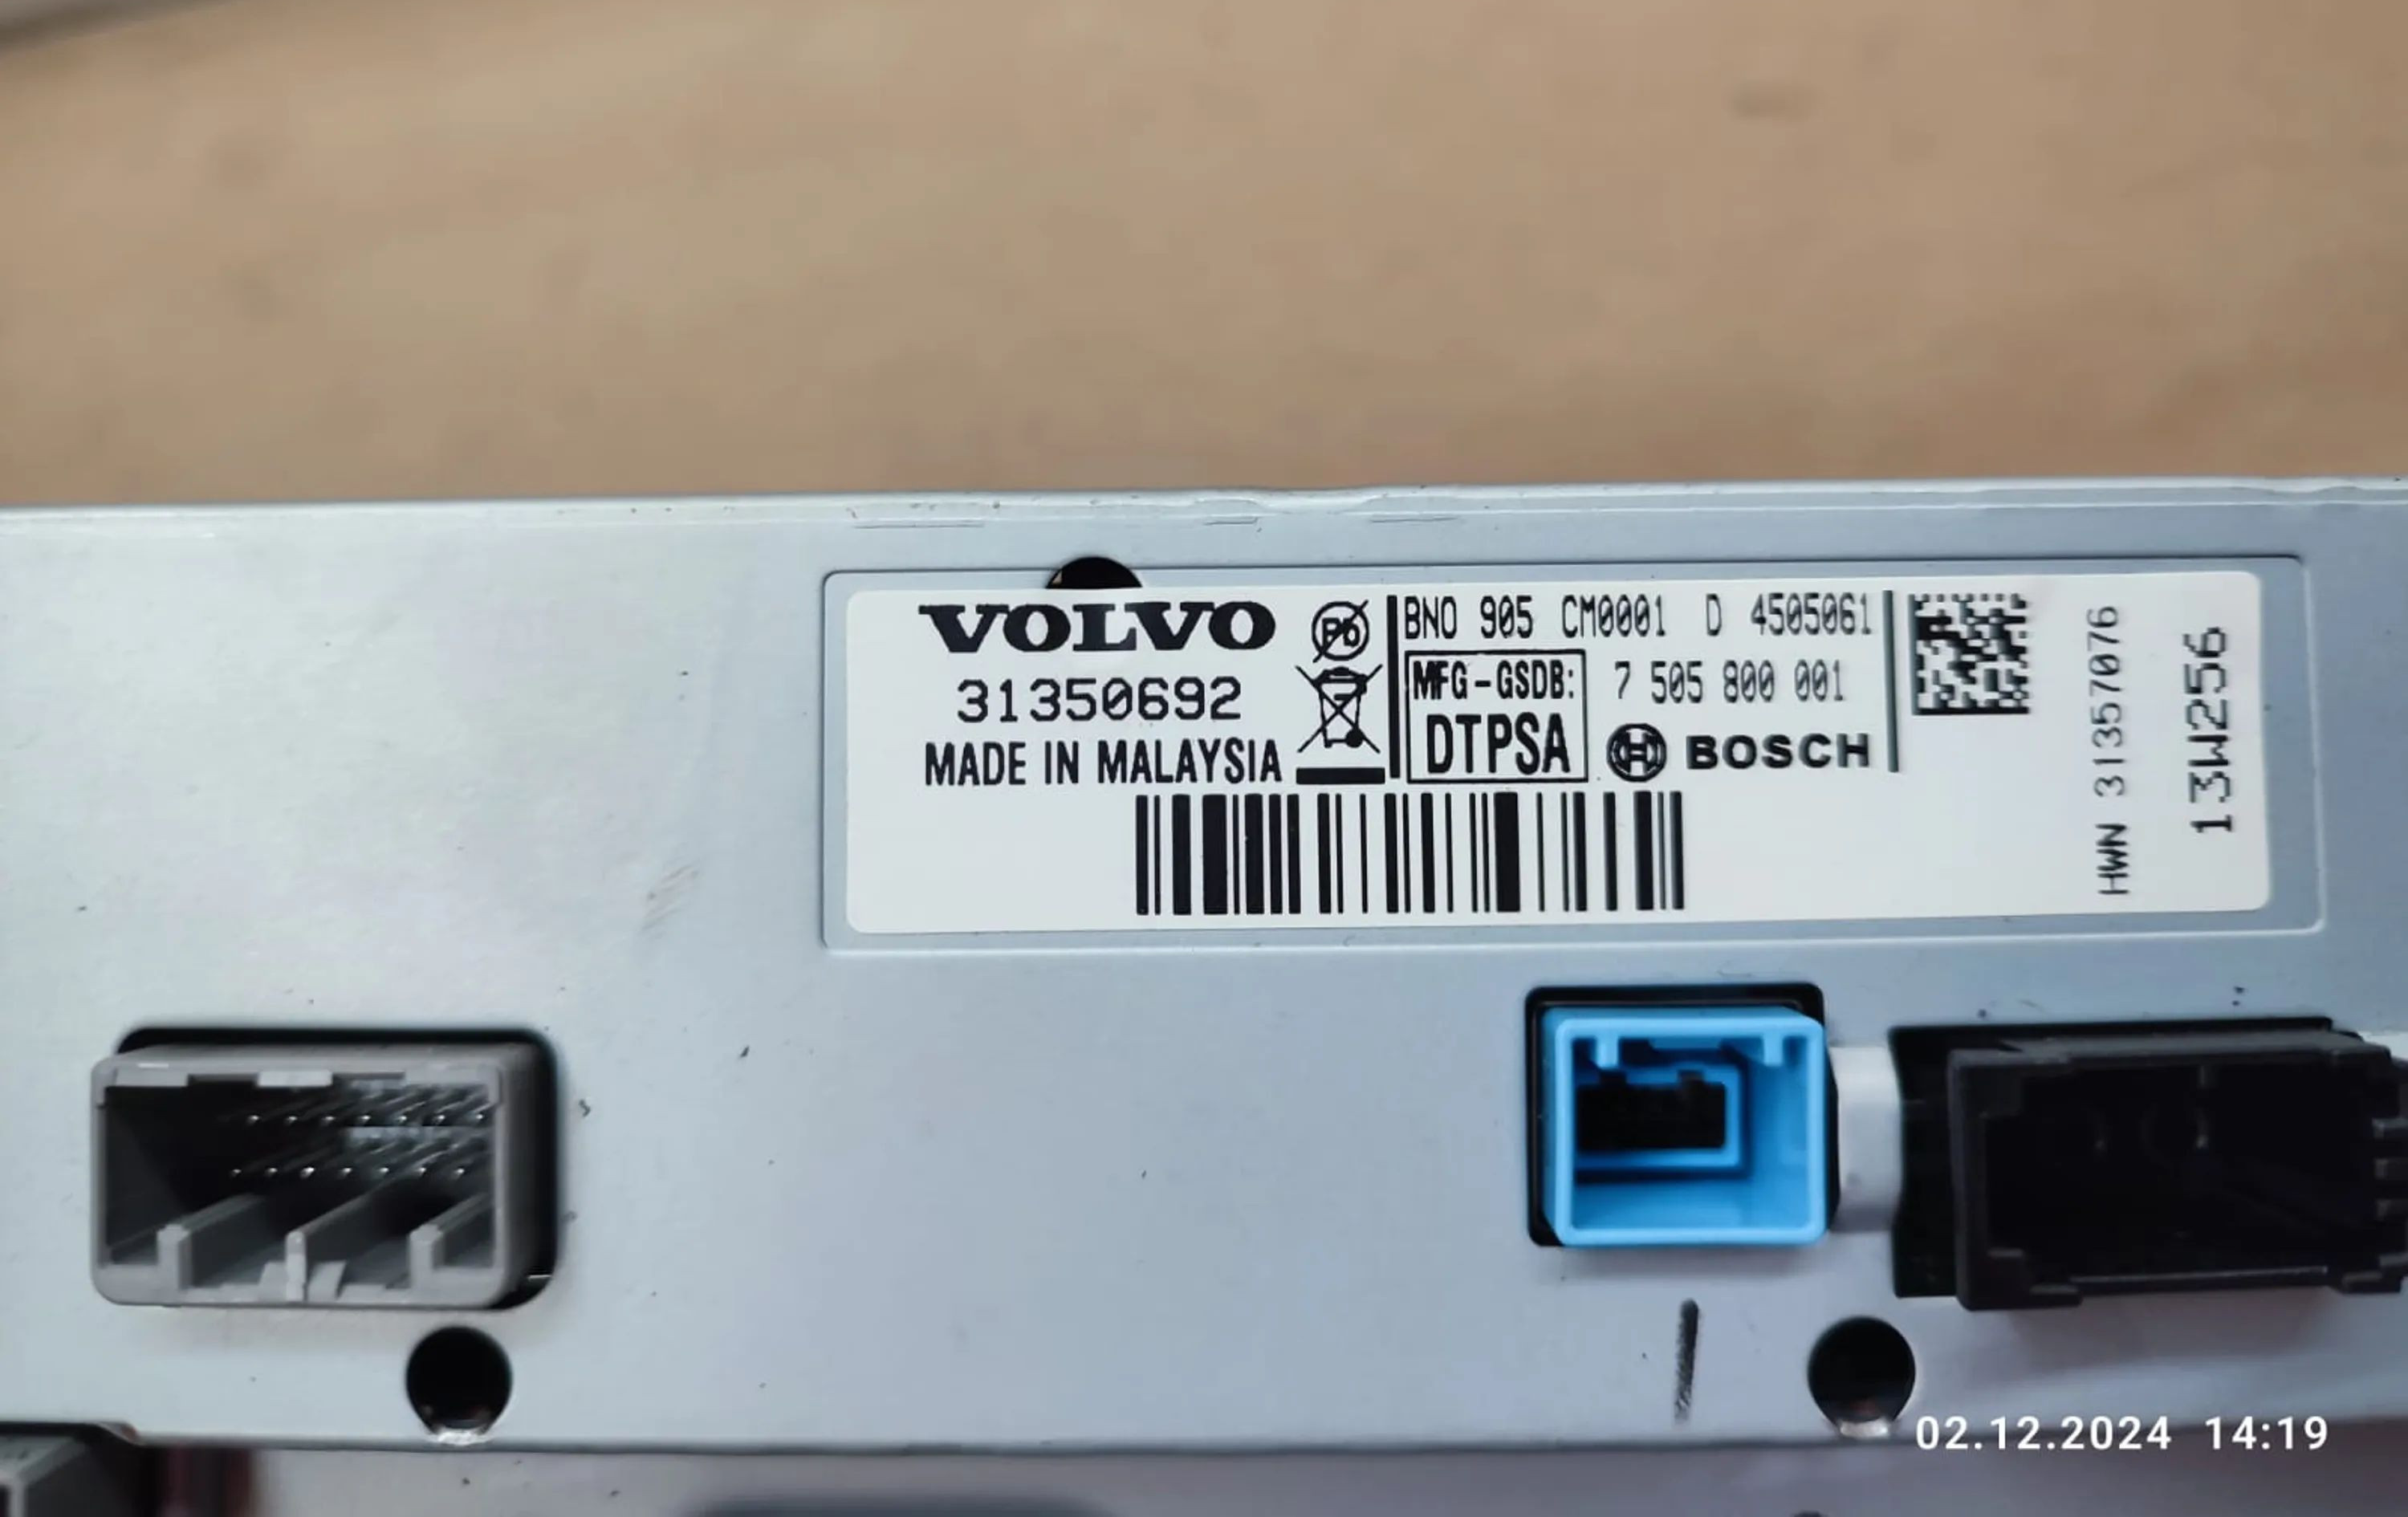 VOLVO
31350692
MADE IN MALAYSIA
Pb
BNO 905 CM0001 D 4505061
MFG-GSDB:
DTPSA
7 505 800 001
BOSCH
HWN 31357076
13W256
02.12.2024 14:19